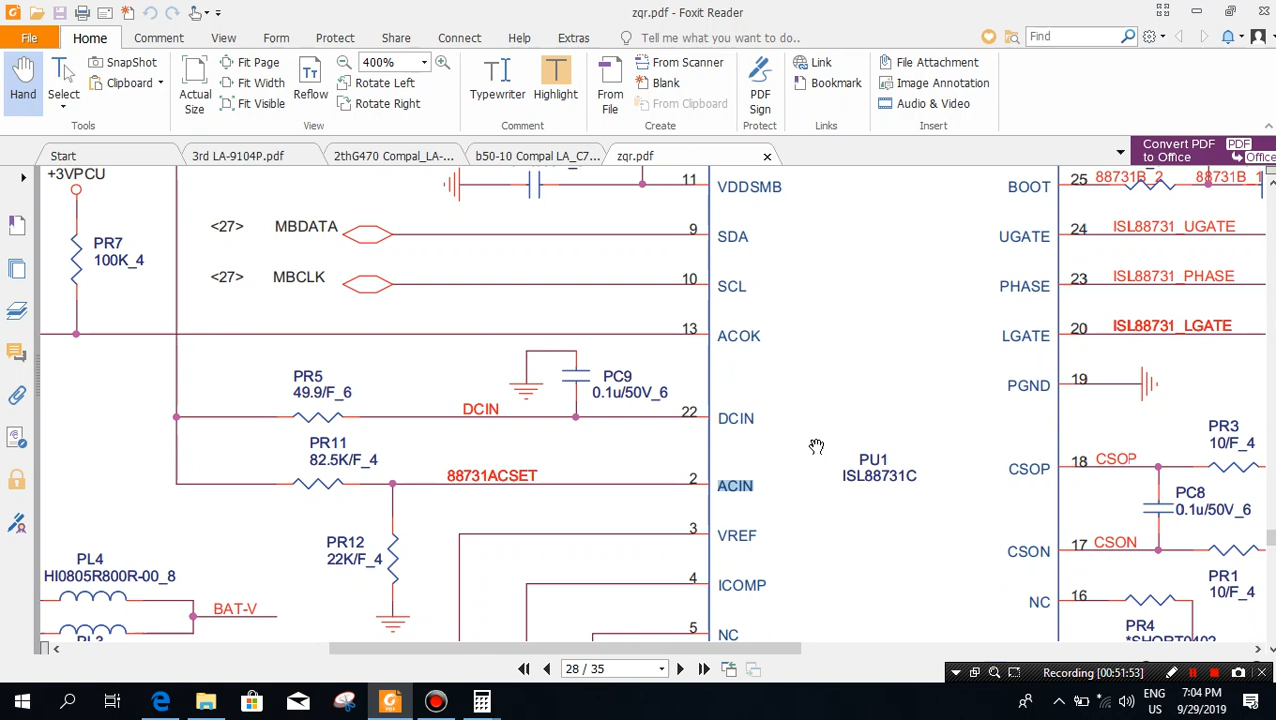 zqr.pdf - Foxit Reader
File Home Comment View Form Protect Share Connect Help Extras Tell me what you want to do... Find
Hand
Select
SnapShot
Clipboard
Tools
Actual
Size
Fit Page
Fit Width
Fit Visible
Reflow
400%
Rotate Left
Rotate Right
View
Typewriter
Highlight
Comment
From
File
From Scanner
Blank
From Clipboard
Create
PDF
Sign
Protect
Link
Bookmark
Links
File Attachment
Image Annotation
Audio & Video
Insert
Start
3rd LA-9104P.pdf
2thG470 Compal_LA-...
b50-10 Compal LA_C7...
zqr.pdf
Convert PDF
to Office
PDF
Office
+3VPCU
11 VDDSMB
BOOT 25 88731B_2 88731B_1
<27> MBDATA 9 SDA
UGATE 24 ISL88731_UGATE
PR7
100K_4
<27> MBCLK 10 SCL
PHASE 23 ISL88731_PHASE
13 ACOK
LGATE 20 ISL88731_LGATE
PR5
49.9/F_6
PC9
0.1u/50V_6
PGND 19
DCIN 22 DCIN
PR11
82.5K/F_4
PR3
10/F_4
PU1
ISL88731C
CSOP 18 CSOP
88731ACSET 2 ACIN
PC8
0.1u/50V_6
3 VREF
PR12
22K/F_4
CSON 17 CSON
PL4
HI0805R800R-00_8
4 ICOMP
PR1
10/F_4
NC 16
BAT-V
PR4
*SHORT0402
5 NC
PL3
28 / 35
Recording [00:51:53]
ENG
US
7:04 PM
9/29/2019